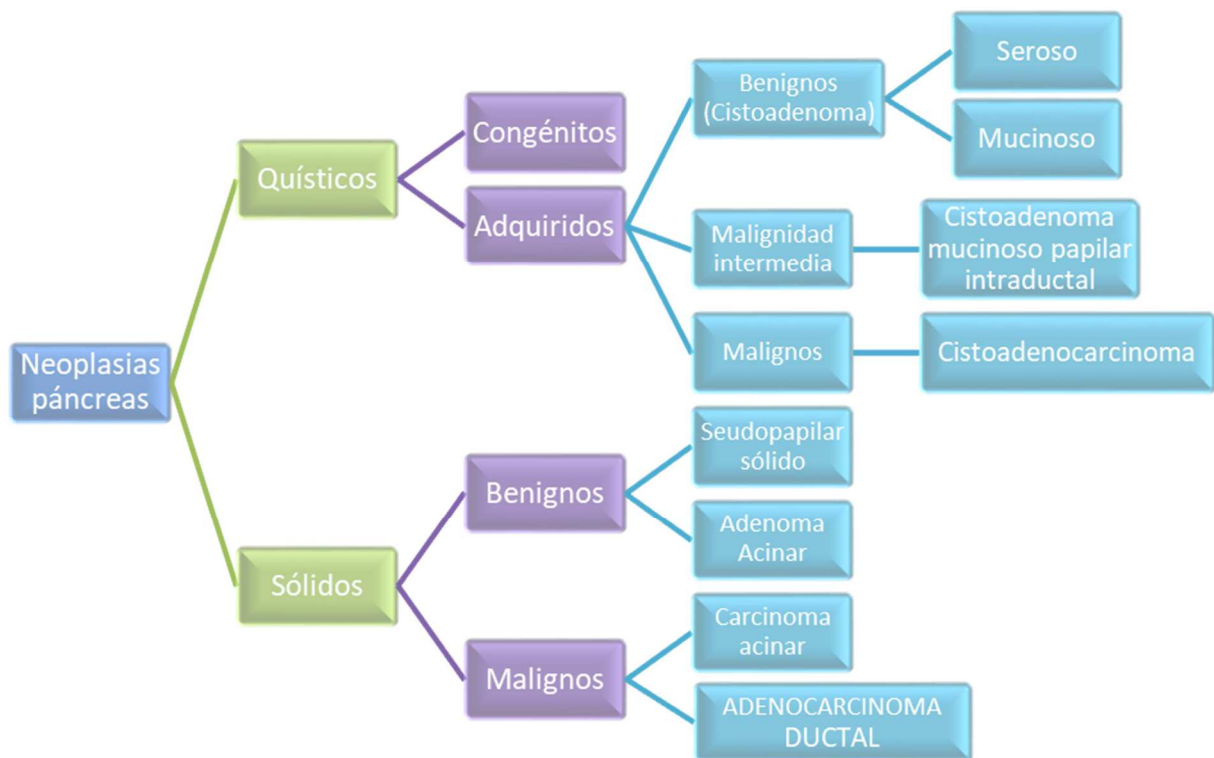 Neoplasias
páncreas
Quísticos
Congénitos
Adquiridos
Benignos
(Cistoadenoma)
Seroso
Mucinoso
Malignidad
intermedia
Cistoadenoma
mucinoso papilar
intraductal
Malignos
Cistoadenocarcinoma
Sólidos
Benignos
Seudopapilar
sólido
Adenoma
Acinar
Malignos
Carcinoma
acinar
ADENOCARCINOMA
DUCTAL